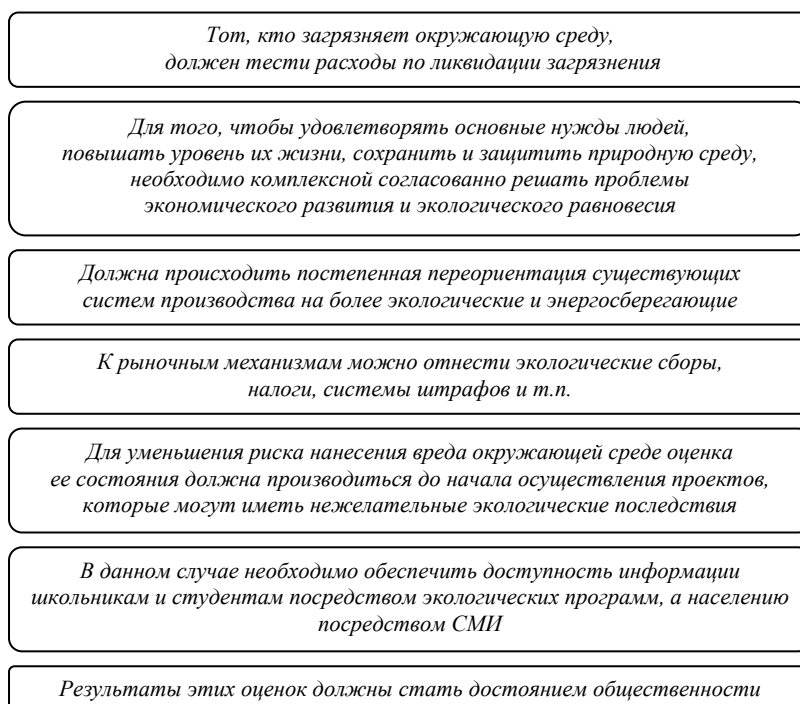 Тот, кто загрязняет окружающую среду,
должен тести расходы по ликвидации загрязнения
Для того, чтобы удовлетворять основные нужды людей,
повышать уровень их жизни, сохранить и защитить природную среду,
необходимо комплексной согласованно решать проблемы
экономического развития и экологического равновесия
Должна происходить постепенная переориентация существующих
систем производства на более экологические и энергосберегающие
К рыночным механизмам можно отнести экологические сборы,
налоги, системы штрафов и т.п.
Для уменьшения риска нанесения вреда окружающей среде оценка
ее состояния должна производиться до начала осуществления проектов,
которые могут иметь нежелательные экологические последствия
В данном случае необходимо обеспечить доступность информации
школьникам и студентам посредством экологических программ, а населению
посредством СМИ
Результаты этих оценок должны стать достоянием общественности